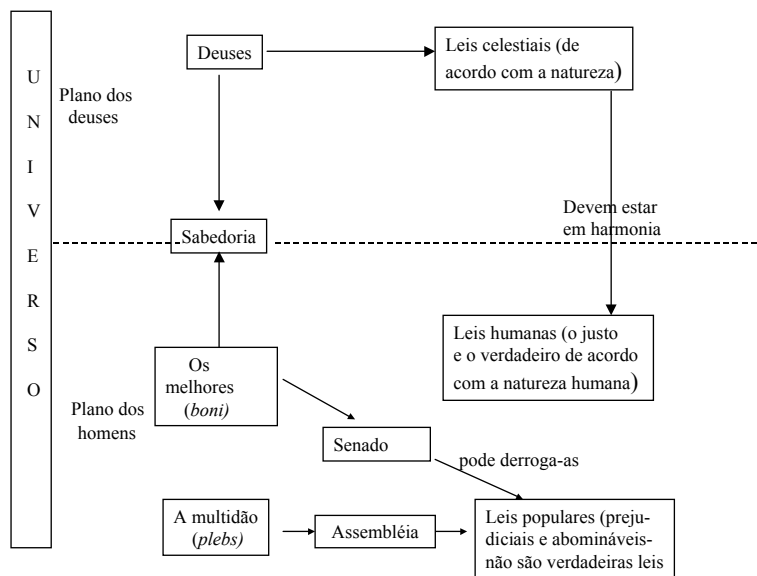 U
N
I
V
E
R
S
O
Plano dos
deuses
Deuses
Leis celestiais (de
acordo com a natureza)
Sabedoria
Devem estar
em harmonia
Leis humanas (o justo
e o verdadeiro de acordo
com a natureza humana)
Os
melhores
(boni)
Plano dos
homens
Senado
pode derroga-as
A multidão
(plebs)
Assembléia
Leis populares (preju-
diciais e abomináveis-
não são verdadeiras leis